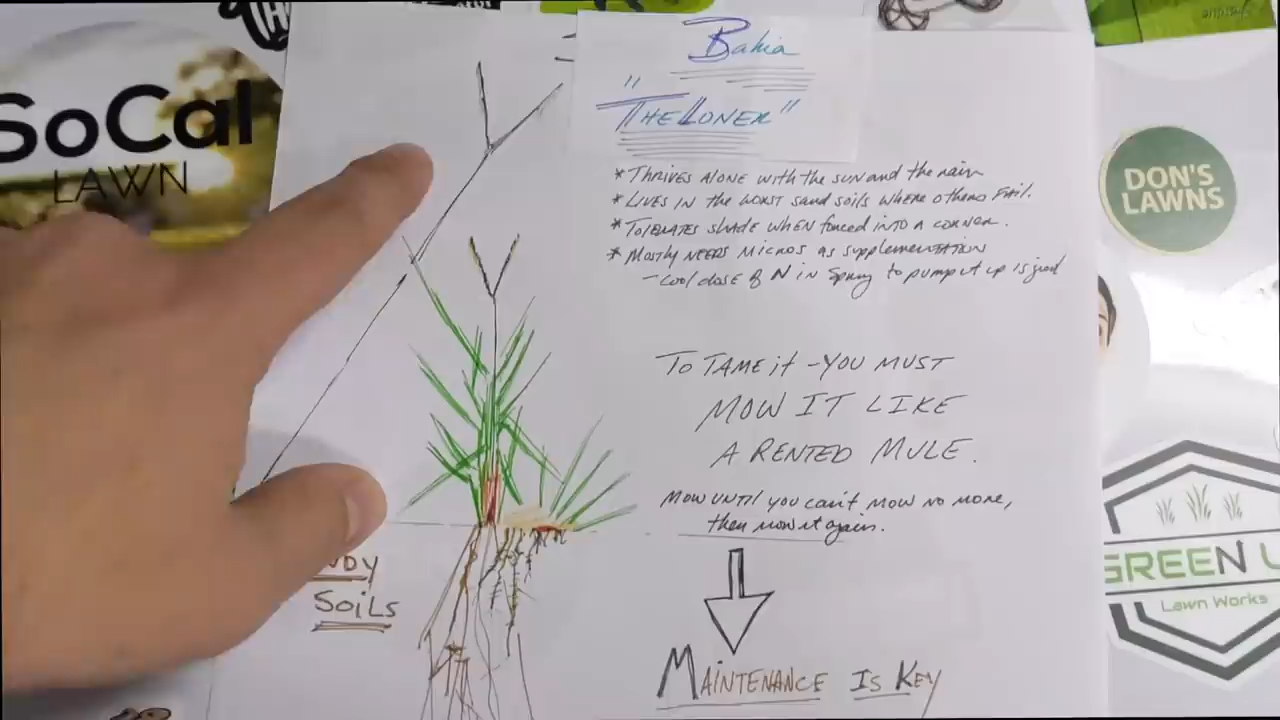 SoCal
LAWN
Bahia
"THE LONER"
* THRIVES ALONE WITH the SUN and the rain
* LIVES IN the WORST sand soils WHERE others FAIL.
* TOLERATES SHADE WHEN forced INTO a CORNER.
* Mostly NEEDS MICROS as supplementation
- Cool dose of N in Spring to pump it up is good
TO TAME it - YOU MUST
MOW IT LIKE
A RENTED MULE.
MOW UNTIL YOU can't MOW NO MORE,
then mow it again.
MAINTENANCE IS KEY
SOILS
DON'S
LAWNS
GREEN U
Lawn Works